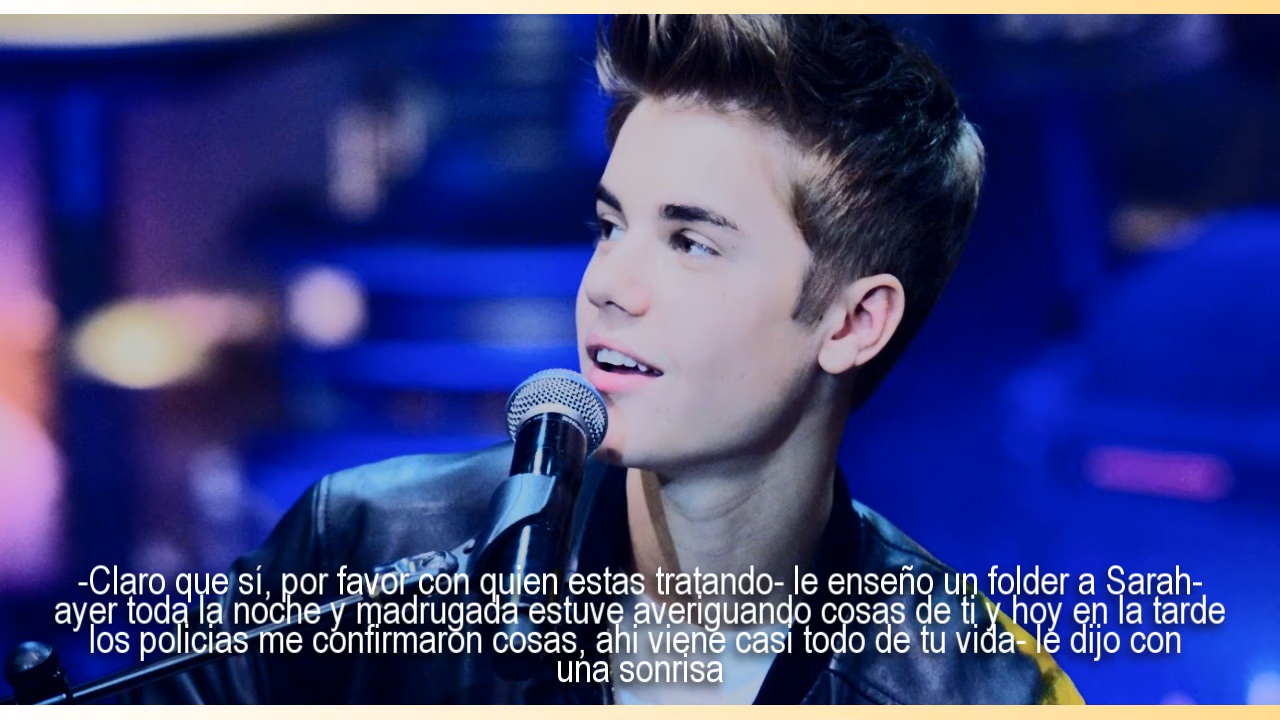 -Claro que sí, por favor con quien estas tratando- le enseño un folder a Sarah-
ayer toda la noche y madrugada estuve averiguando cosas de ti y hoy en la tarde
los policías me confirmaron cosas, ahí viene casi todo de tu vida- le dijo con
una sonrisa